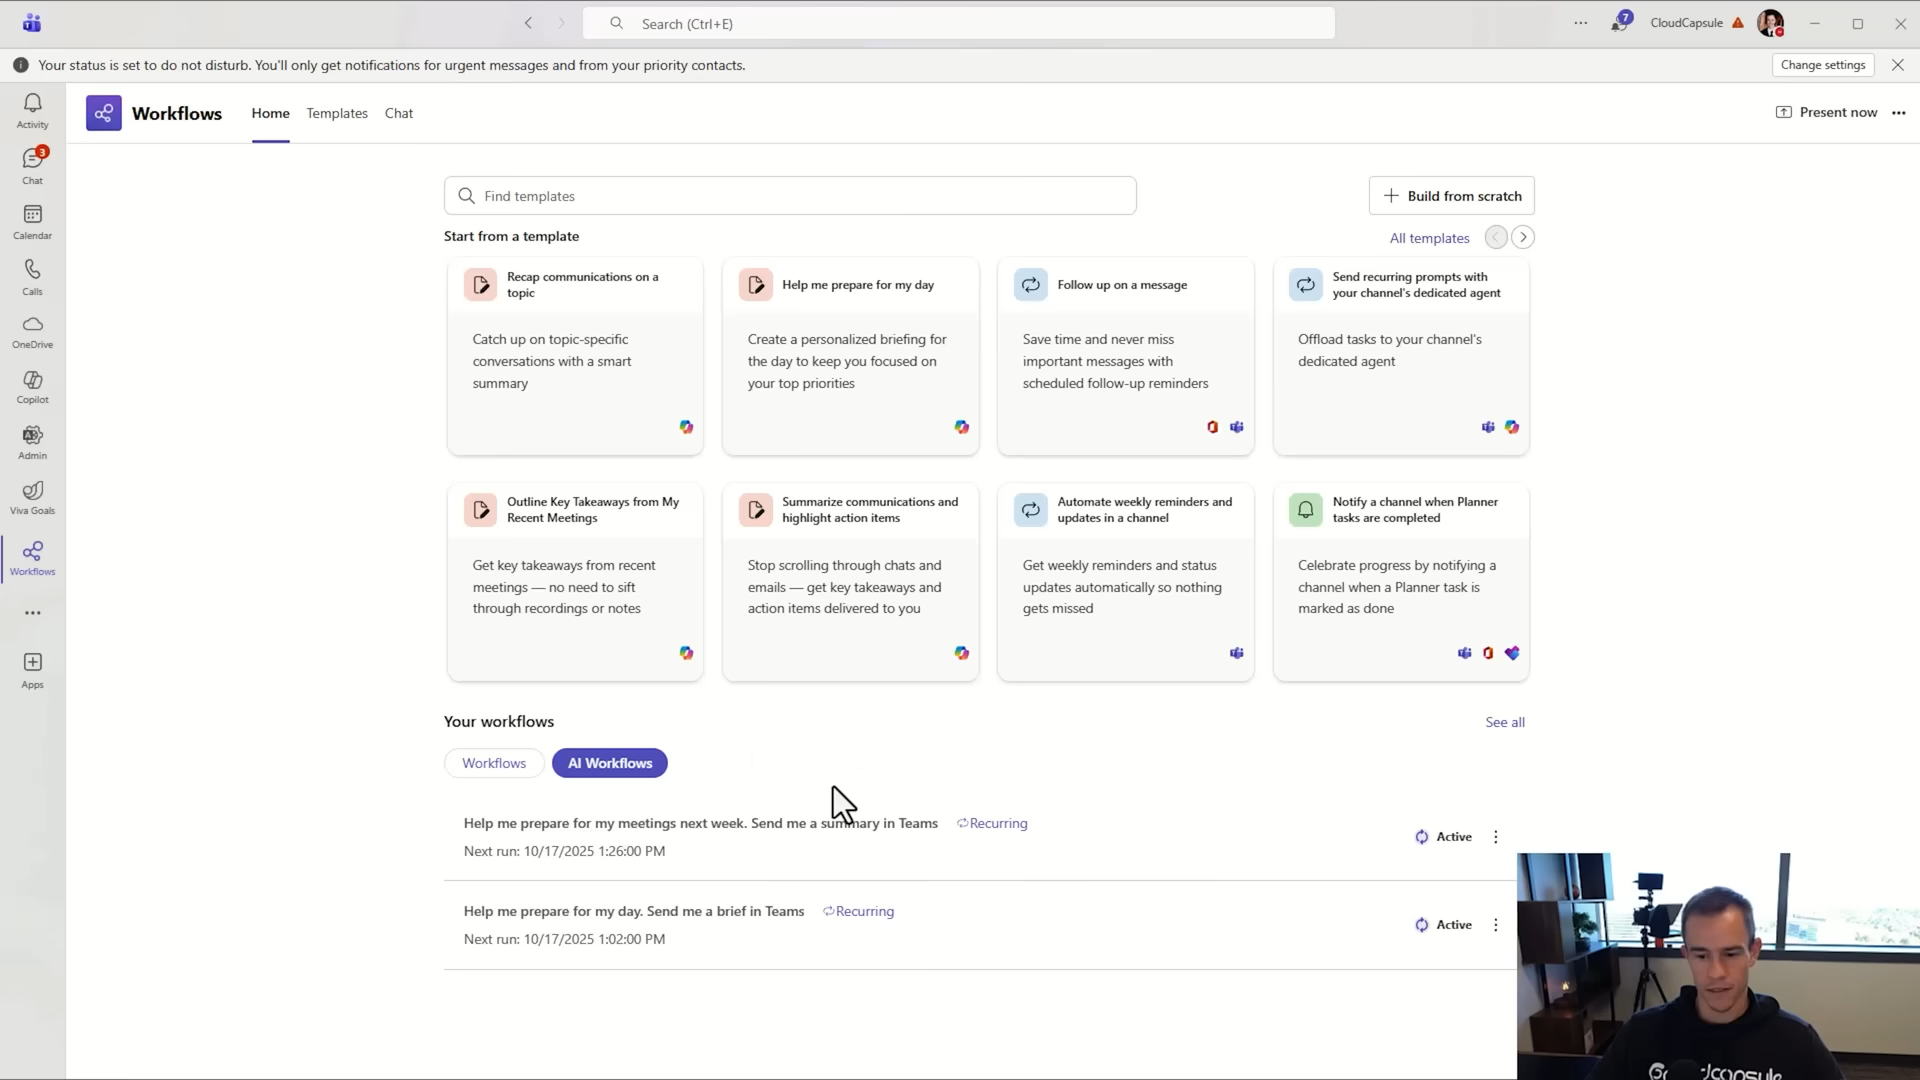 Search (Ctrl+E)
7
CloudCapsule
Your status is set to do not disturb. You'll only get notifications for urgent messages and from your priority contacts.
Change settings
Activity
3
Chat
Calendar
Calls
OneDrive
Copilot
Admin
Viva Goals
Workflows
Apps
Workflows
Home
Templates
Chat
Present now
Find templates
Build from scratch
Start from a template
All templates
Recap communications on a
topic
Catch up on topic-specific
conversations with a smart
summary
Help me prepare for my day
Create a personalized briefing for
the day to keep you focused on
your top priorities
Follow up on a message
Save time and never miss
important messages with
scheduled follow-up reminders
Send recurring prompts with
your channel's dedicated agent
Offload tasks to your channel's
dedicated agent
Outline Key Takeaways from My
Recent Meetings
Get key takeaways from recent
meetings — no need to sift
through recordings or notes
Summarize communications and
highlight action items
Stop scrolling through chats and
emails — get key takeaways and
action items delivered to you
Automate weekly reminders and
updates in a channel
Get weekly reminders and status
updates automatically so nothing
gets missed
Notify a channel when Planner
tasks are completed
Celebrate progress by notifying a
channel when a Planner task is
marked as done
Your workflows
See all
Workflows
AI Workflows
Help me prepare for my meetings next week. Send me a summary in Teams
Recurring
Next run: 10/17/2025 1:26:00 PM
Active
Help me prepare for my day. Send me a brief in Teams
Recurring
Next run: 10/17/2025 1:02:00 PM
Active